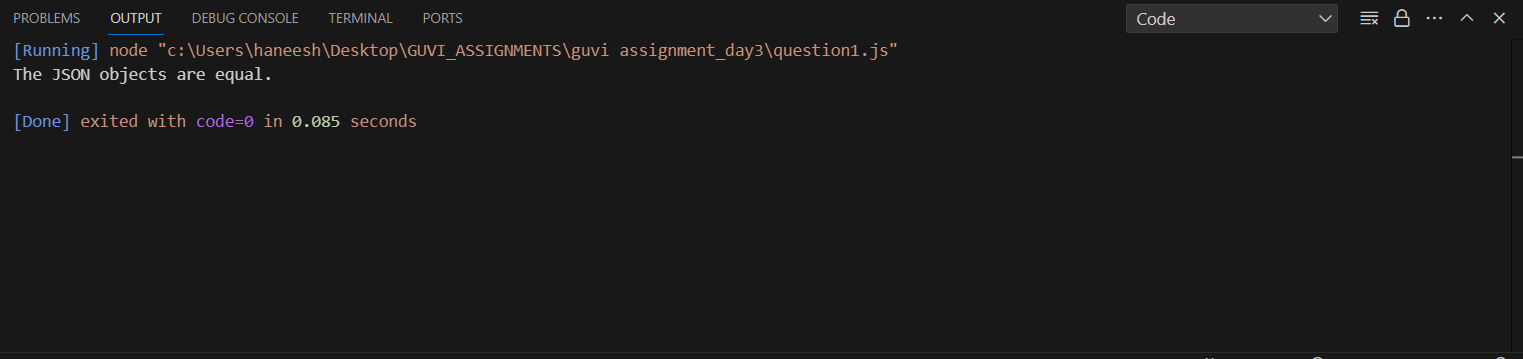 PROBLEMS OUTPUT DEBUG CONSOLE TERMINAL PORTS Code
[Running] node "c:\Users\haneesh\Desktop\GUVI_ASSIGNMENTS\guvi assignment_day3\question1.js"
The JSON objects are equal.
[Done] exited with code=0 in 0.085 seconds